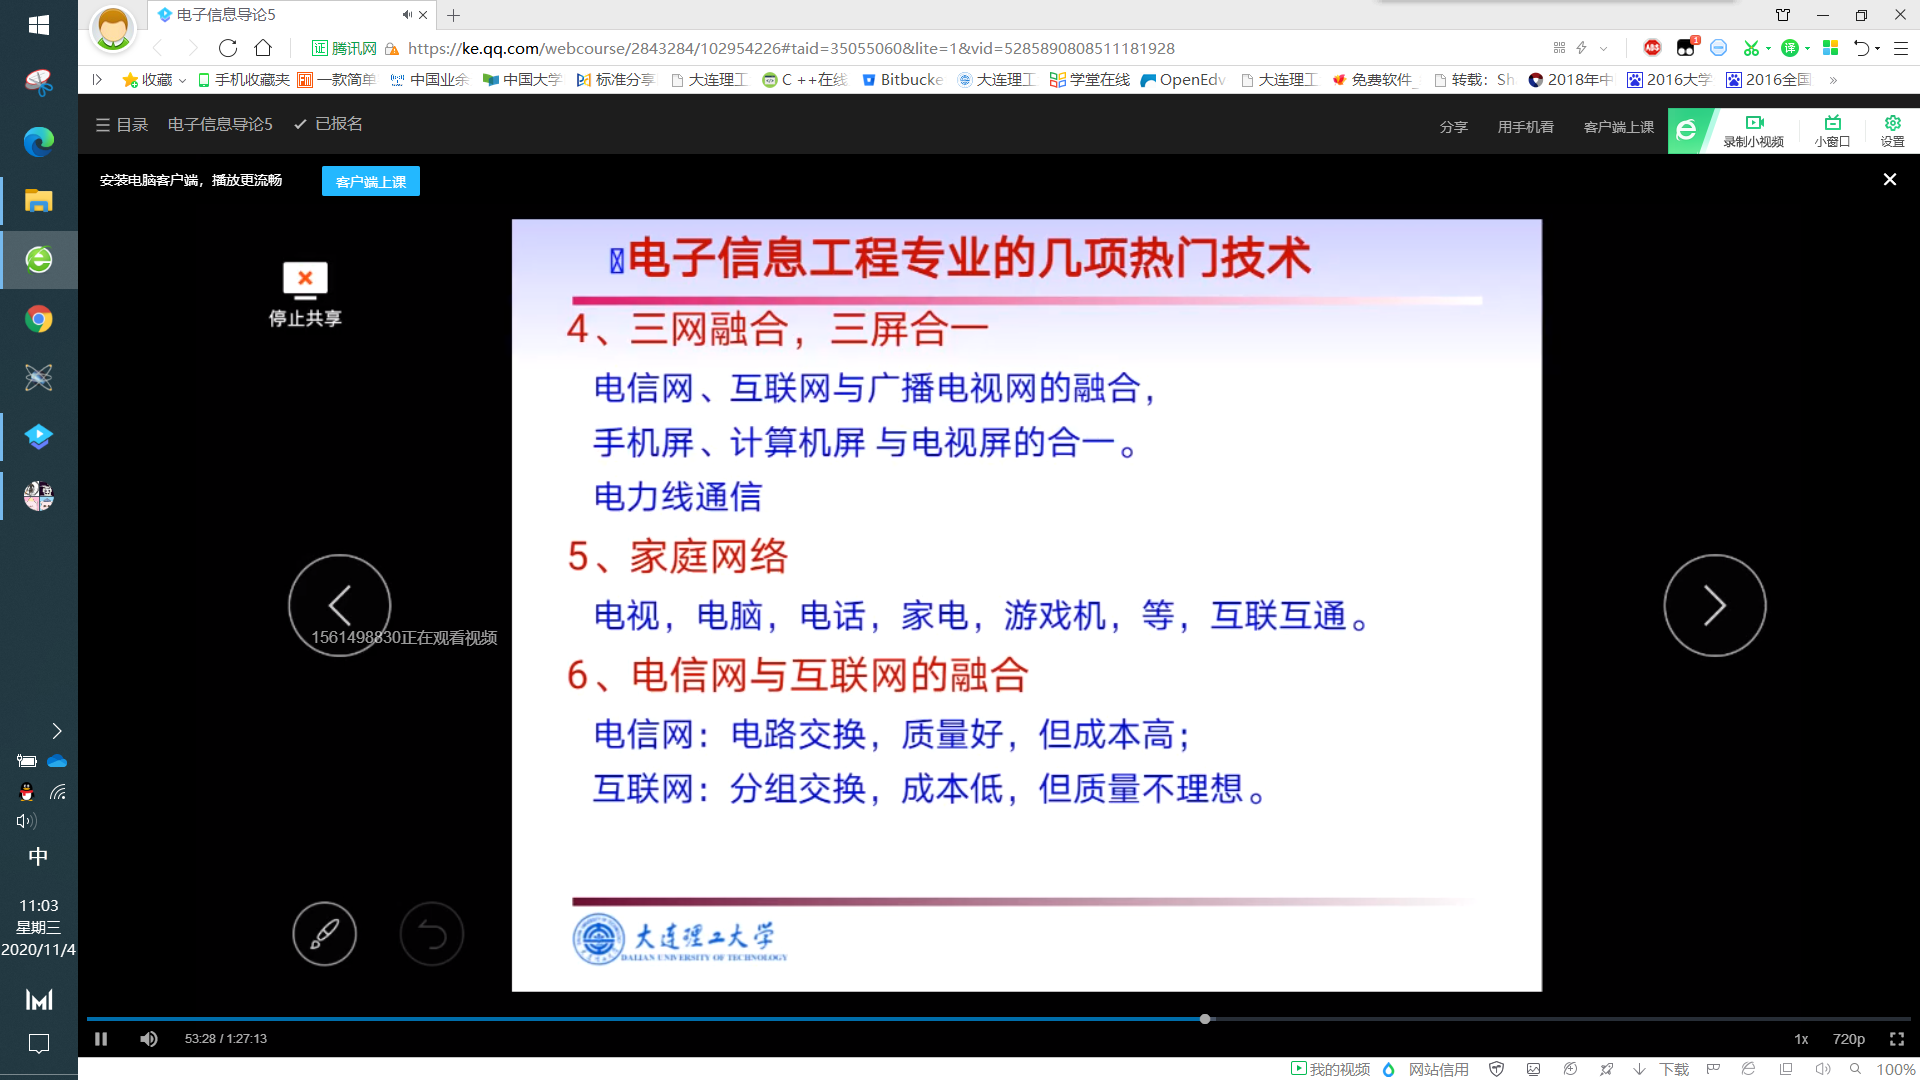 电子信息导论5
证 腾讯网
https://ke.qq.com/webcourse/2843284/102954226#taid=35055060&lite=1&vid=5285890808511181928
ABP
1
译
收藏 手机收藏夹 一款简单 中国业余 中国大学 标准分享 大连理工 C ++在线 Bitbucke 大连理工 学堂在线 OpenEdv 大连理工 免费软件_ 转载：Sh 2018年中 2016大学 2016全国 »
目录 电子信息导论5 已报名
分享 用手机看 客户端上课
录制小视频 小窗口 设置
安装电脑客户端，播放更流畅 客户端上课
停止共享
电子信息工程专业的几项热门技术
4、三网融合，三屏合一
电信网、互联网与广播电视网的融合，
手机屏、计算机屏 与电视屏的合一。
电力线通信
5、家庭网络
电视，电脑，电话，家电，游戏机，等，互联互通。
1561498830正在观看视频
6、电信网与互联网的融合
电信网：电路交换，质量好，但成本高；
互联网：分组交换，成本低，但质量不理想。
大连理工大学
DALIAN UNIVERSITY OF TECHNOLOGY
中
11:03
星期三
2020/11/4
53:28 / 1:27:13
1x 720p
我的视频 网站信用 下载 100%